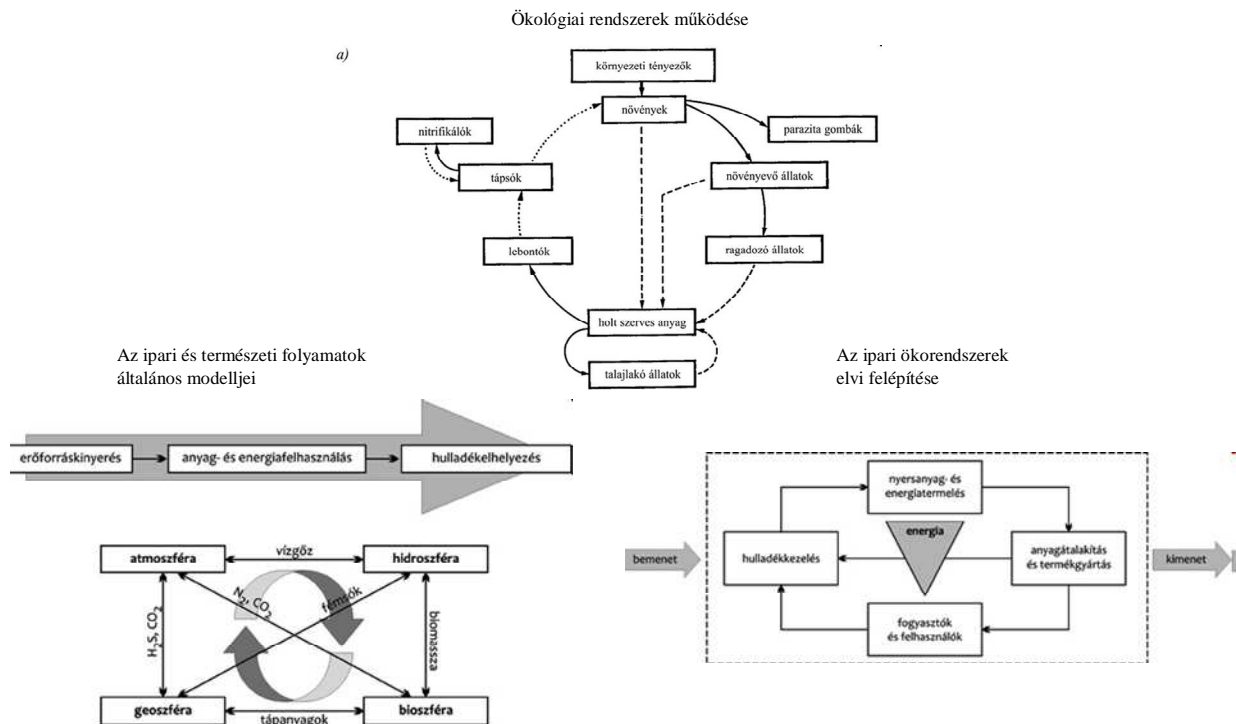 Ökológiai rendszerek működése
a)
környezeti tényezők
növények
nitrifikálók
parazita gombák
tápsók
növényevő állatok
lebontók
ragadozó állatok
holt szerves anyag
talajlakó állatok
Az ipari és természeti folyamatok
általános modelljei
Az ipari ökorendszerek
elvi felépítése
erőforráskinyerés
anyag- és energiafelhasználás
hulladékelhelyezés
atmoszféra
vízgőz
hidroszféra
N2, CO2
fémsók
H2S, CO2
biomassza
geoszféra
tápanyagok
bioszféra
nyersanyag- és
energiatermelés
energia
bemenet
hulladékkezelés
anyagátalakítás
és termékgyártás
kimenet
fogyasztók
és felhasználók